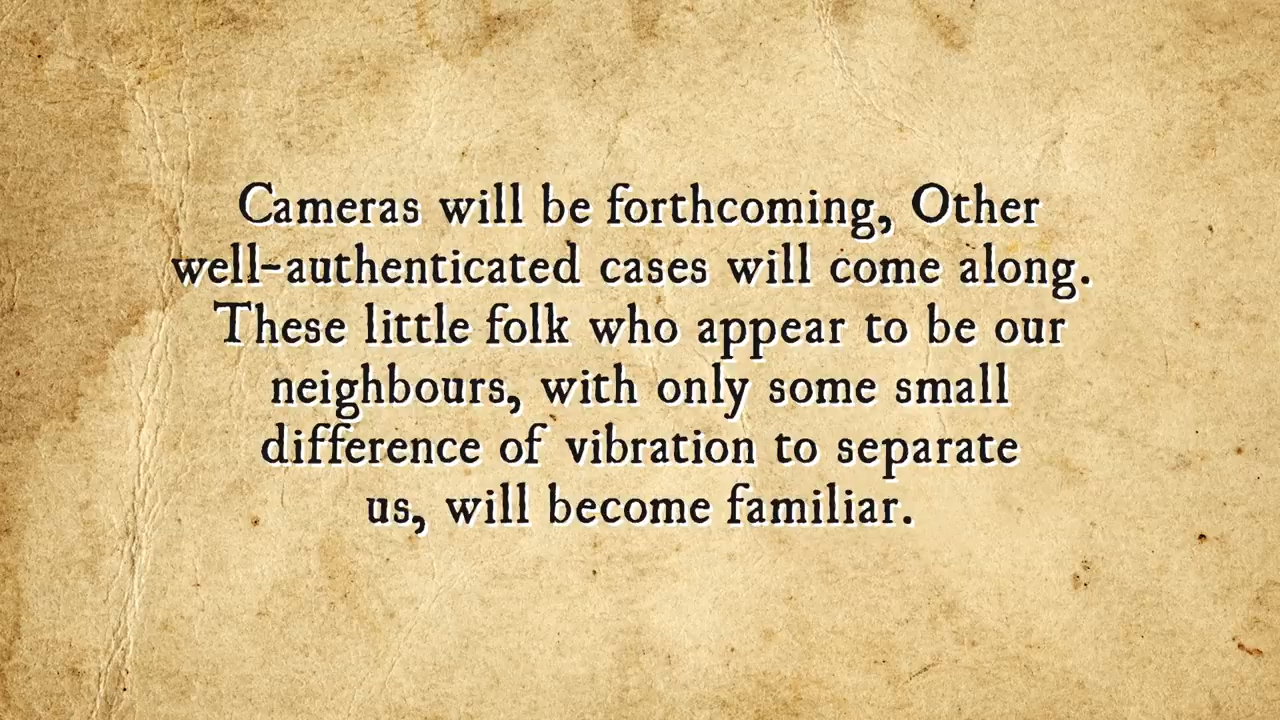 Cameras will be forthcoming, Other
well-authenticated cases will come along.
These little folk who appear to be our
neighbours, with only some small
difference of vibration to separate
us, will become familiar.